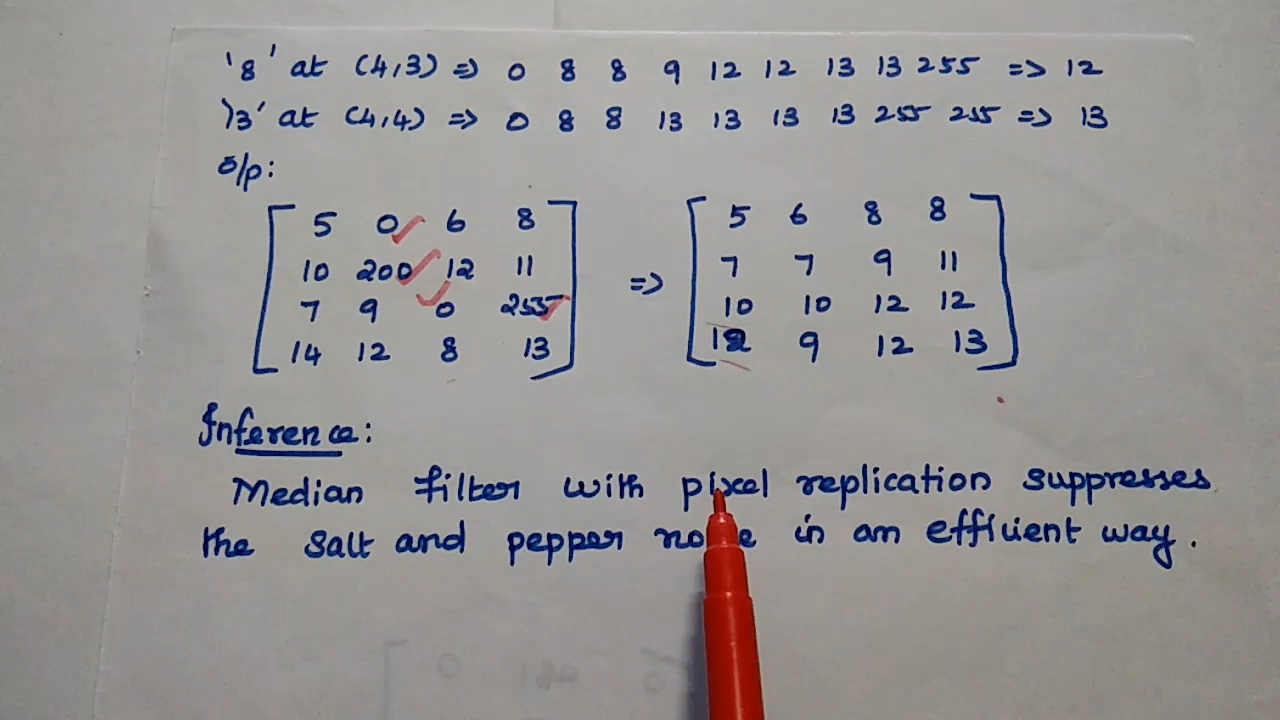 '8' at (4,3) => 0 8 8 9 12 12 13 13 255 => 12
'13' at (4,4) => 0 8 8 13 13 13 13 255 255 => 13
o/p:
5 0 6 8 => 5 6 8 8
10 200 12 11 7 7 9 11
7 9 0 255 10 10 12 12
14 12 8 13 9 12 13
Inference:
Median filter with pixel replication suppresses
the salt and pepper in an efficient way.